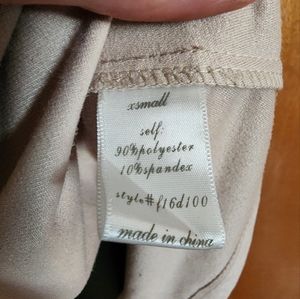 xsmall
self:
90%polyester
10%spandex
style#f16d100
made in china